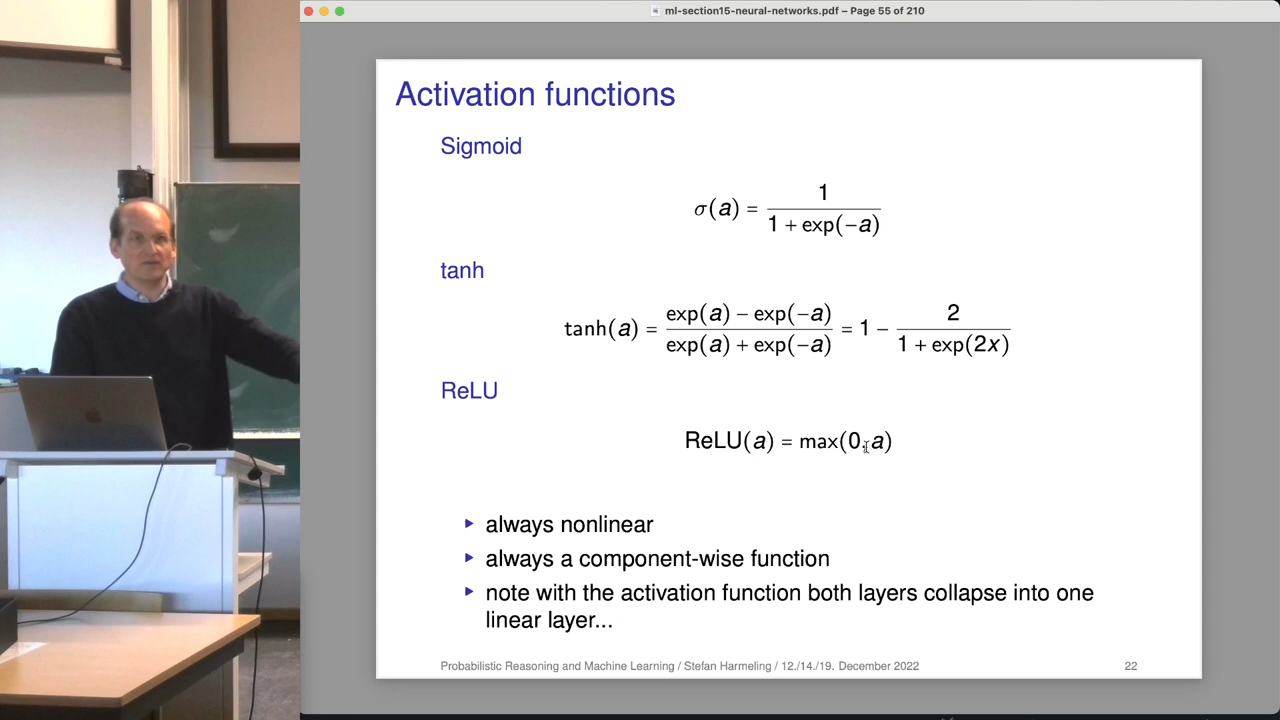 ml-section15-neural-networks.pdf – Page 55 of 210
Activation functions
Sigmoid
σ(a) = 1 / (1 + exp(−a))
tanh
tanh(a) = (exp(a) − exp(−a)) / (exp(a) + exp(−a)) = 1 − 2 / (1 + exp(2x))
ReLU
ReLU(a) = max(0, a)
▸ always nonlinear
▸ always a component-wise function
▸ note with the activation function both layers collapse into one
linear layer...
Probabilistic Reasoning and Machine Learning / Stefan Harmeling / 12./14./19. December 2022
22